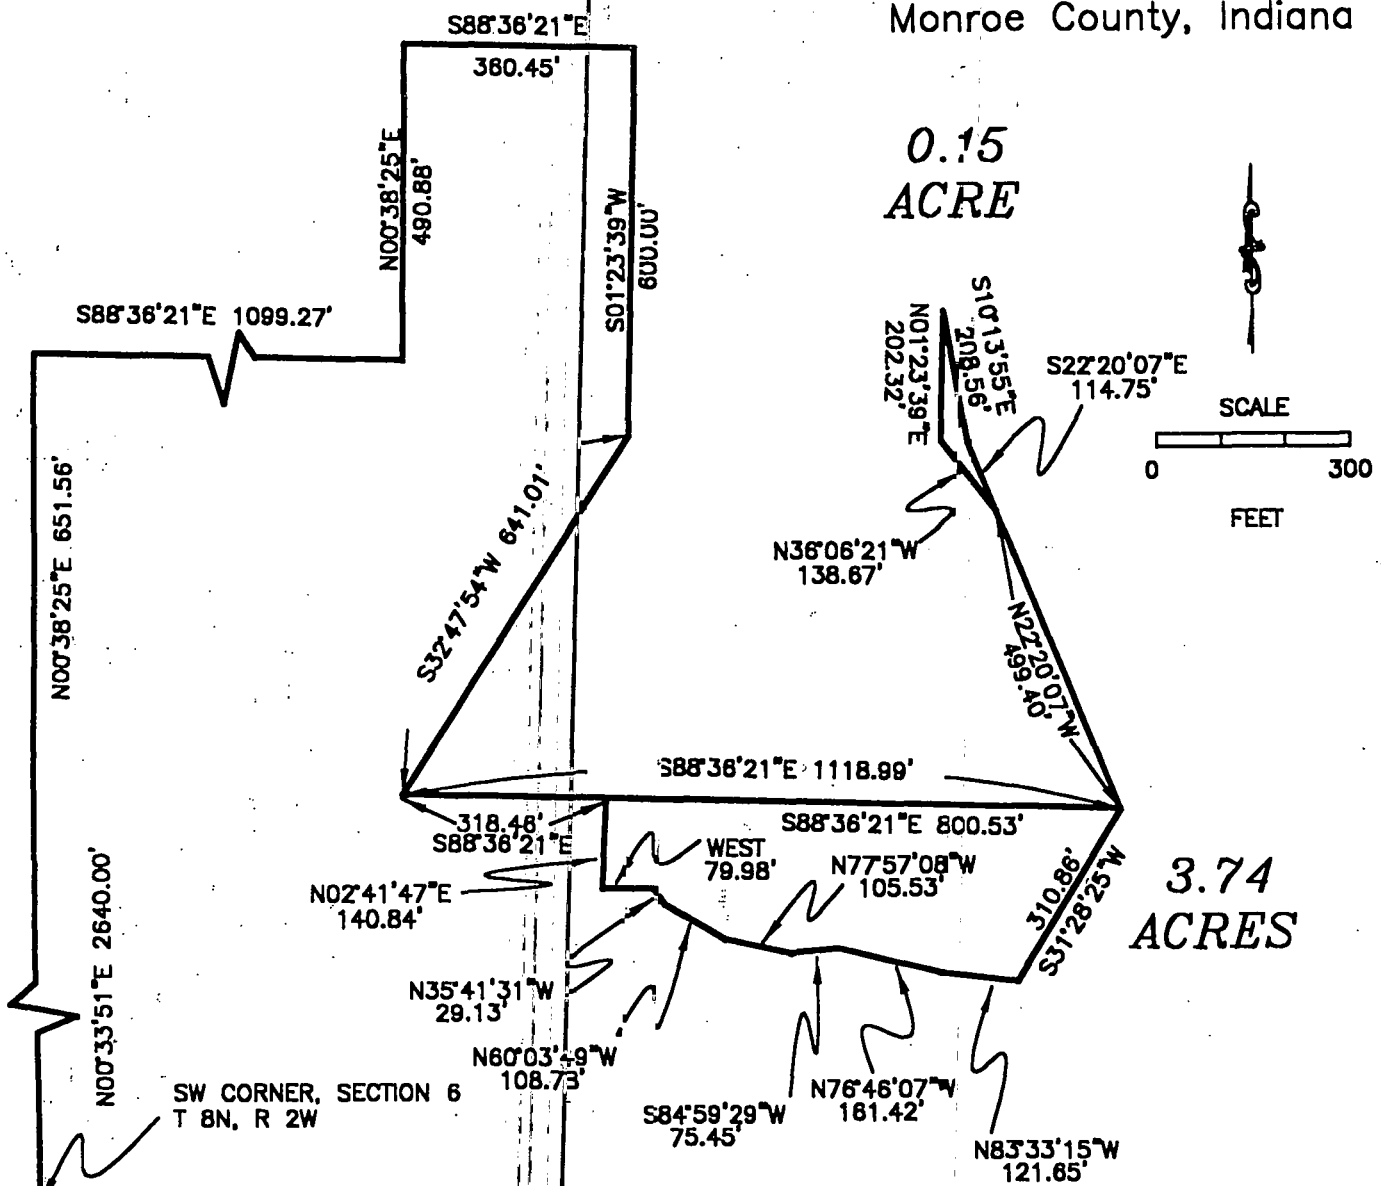 Monroe County, Indiana
S88°36'21"E
360.45'
N00°38'25"E
490.88'
S01°23'39"W
600.00'
0.15
ACRE
S88°36'21"E 1099.27'
N00°38'25"E 651.56'
S32°47'54"W 641.01'
N01°23'39"E
202.32'
S10°13'55"E
208.56'
S22°20'07"E
114.75'
SCALE
0 300
FEET
N36°06'21"W
138.67'
N22°20'07"W
499.40'
S88°36'21"E 1118.99'
318.46'
S88°36'21"E
S88°36'21"E 800.53'
WEST
79.98'
N77°57'08"W
105.53'
N02°41'47"E
140.84'
310.86'
S31°28'25"W
3.74
ACRES
N00°33'51"E 2640.00'
N35°41'31"W
29.13'
N60°03'49"W
108.73'
SW CORNER, SECTION 6
T 8N, R 2W
S84°59'29"W
75.45'
N76°46'07"W
161.42'
N83°33'15"W
121.65'